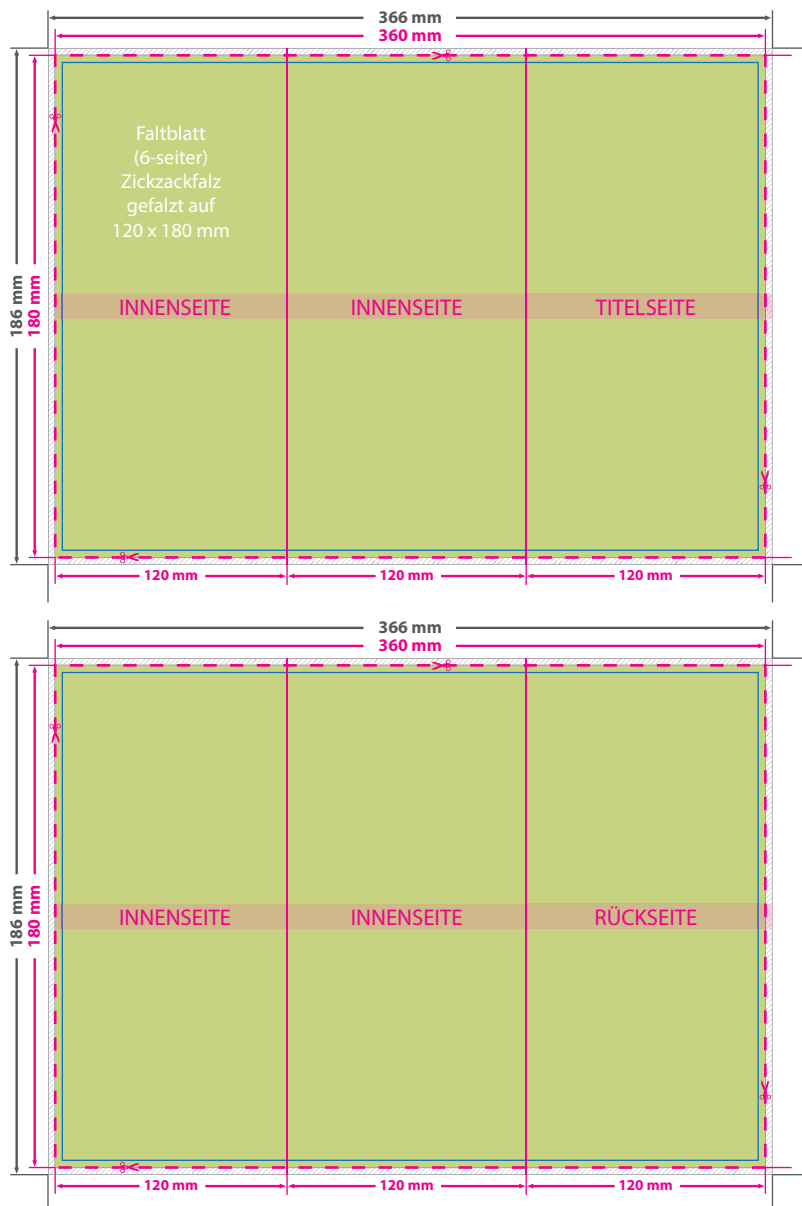 366 mm
360 mm
Faltblatt
(6-seiter)
Zickzackfalz
gefalzt auf
120 x 180 mm
186 mm
180 mm
INNENSEITE INNENSEITE TITELSEITE
120 mm 120 mm 120 mm
366 mm
360 mm
186 mm
180 mm
INNENSEITE INNENSEITE RÜCKSEITE
120 mm 120 mm 120 mm